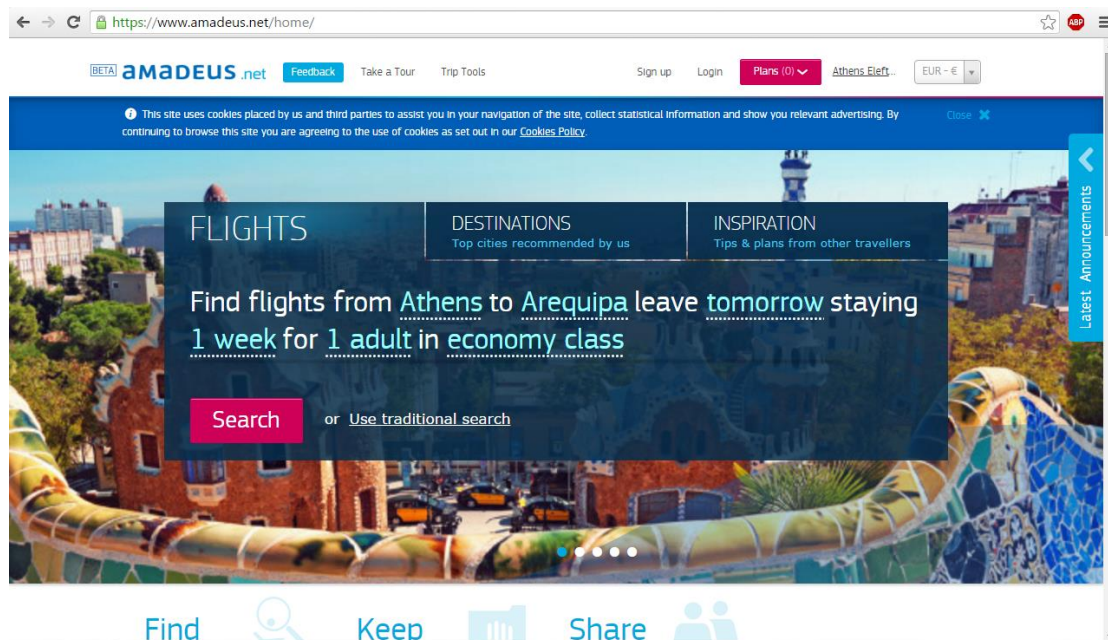 https://www.amadeus.net/home/
ABP
BETA amadeus.net Feedback Take a Tour Trip Tools Sign up Login Plans (0) Athens Eleft... EUR - €
This site uses cookies placed by us and third parties to assist you in your navigation of the site, collect statistical information and show you relevant advertising. By
continuing to browse this site you are agreeing to the use of cookies as set out in our Cookies Policy.
Close
FLIGHTS
DESTINATIONS
Top cities recommended by us
INSPIRATION
Tips & plans from other travellers
Latest Announcements
Find flights from Athens to Arequipa leave tomorrow staying
1 week for 1 adult in economy class
Search or Use traditional search
Find Keep Share